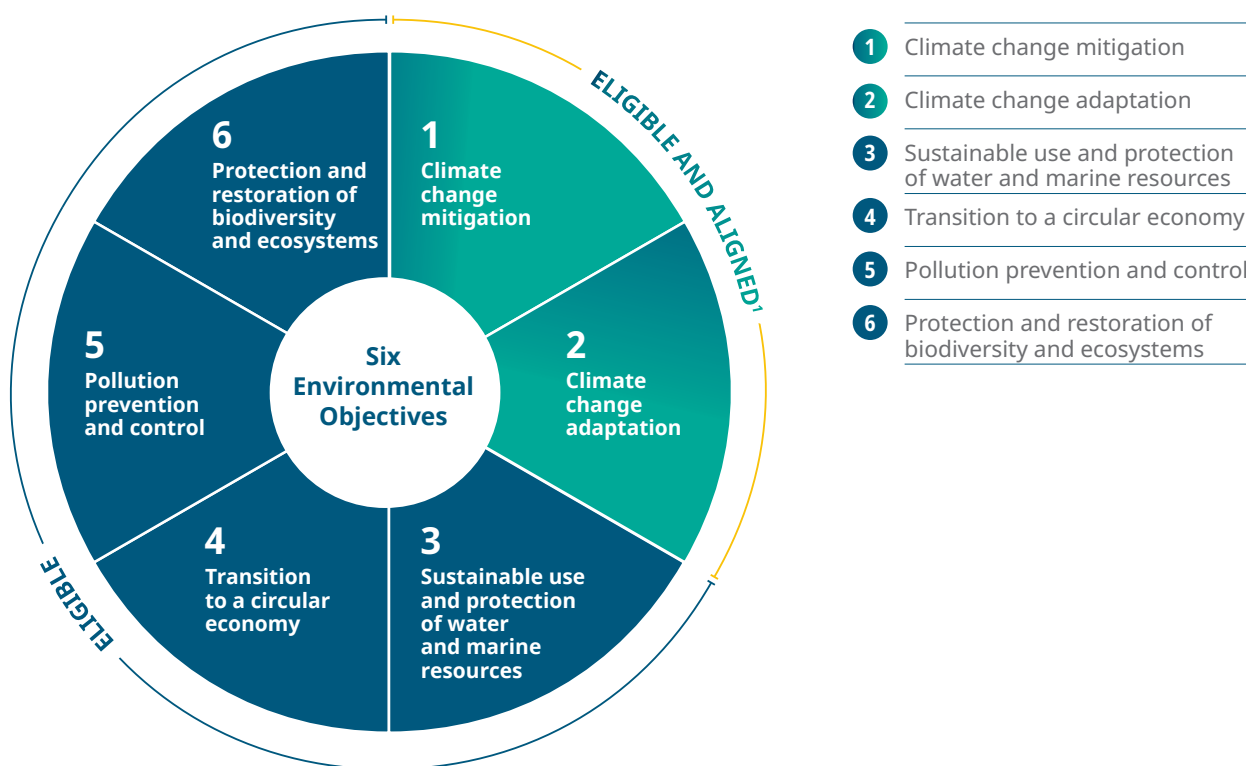 ELIGIBLE AND ALIGNED¹
1
Climate
change
mitigation
2
Climate
change
adaptation
3
Sustainable use
and protection
of water
and marine
resources
4
Transition
to a circular
economy
5
Pollution
prevention
and control
6
Protection and
restoration of
biodiversity
and ecosystems
Six
Environmental
Objectives
ELIGIBLE
1 Climate change mitigation
2 Climate change adaptation
3 Sustainable use and protection
of water and marine resources
4 Transition to a circular economy
5 Pollution prevention and control
6 Protection and restoration of
biodiversity and ecosystems